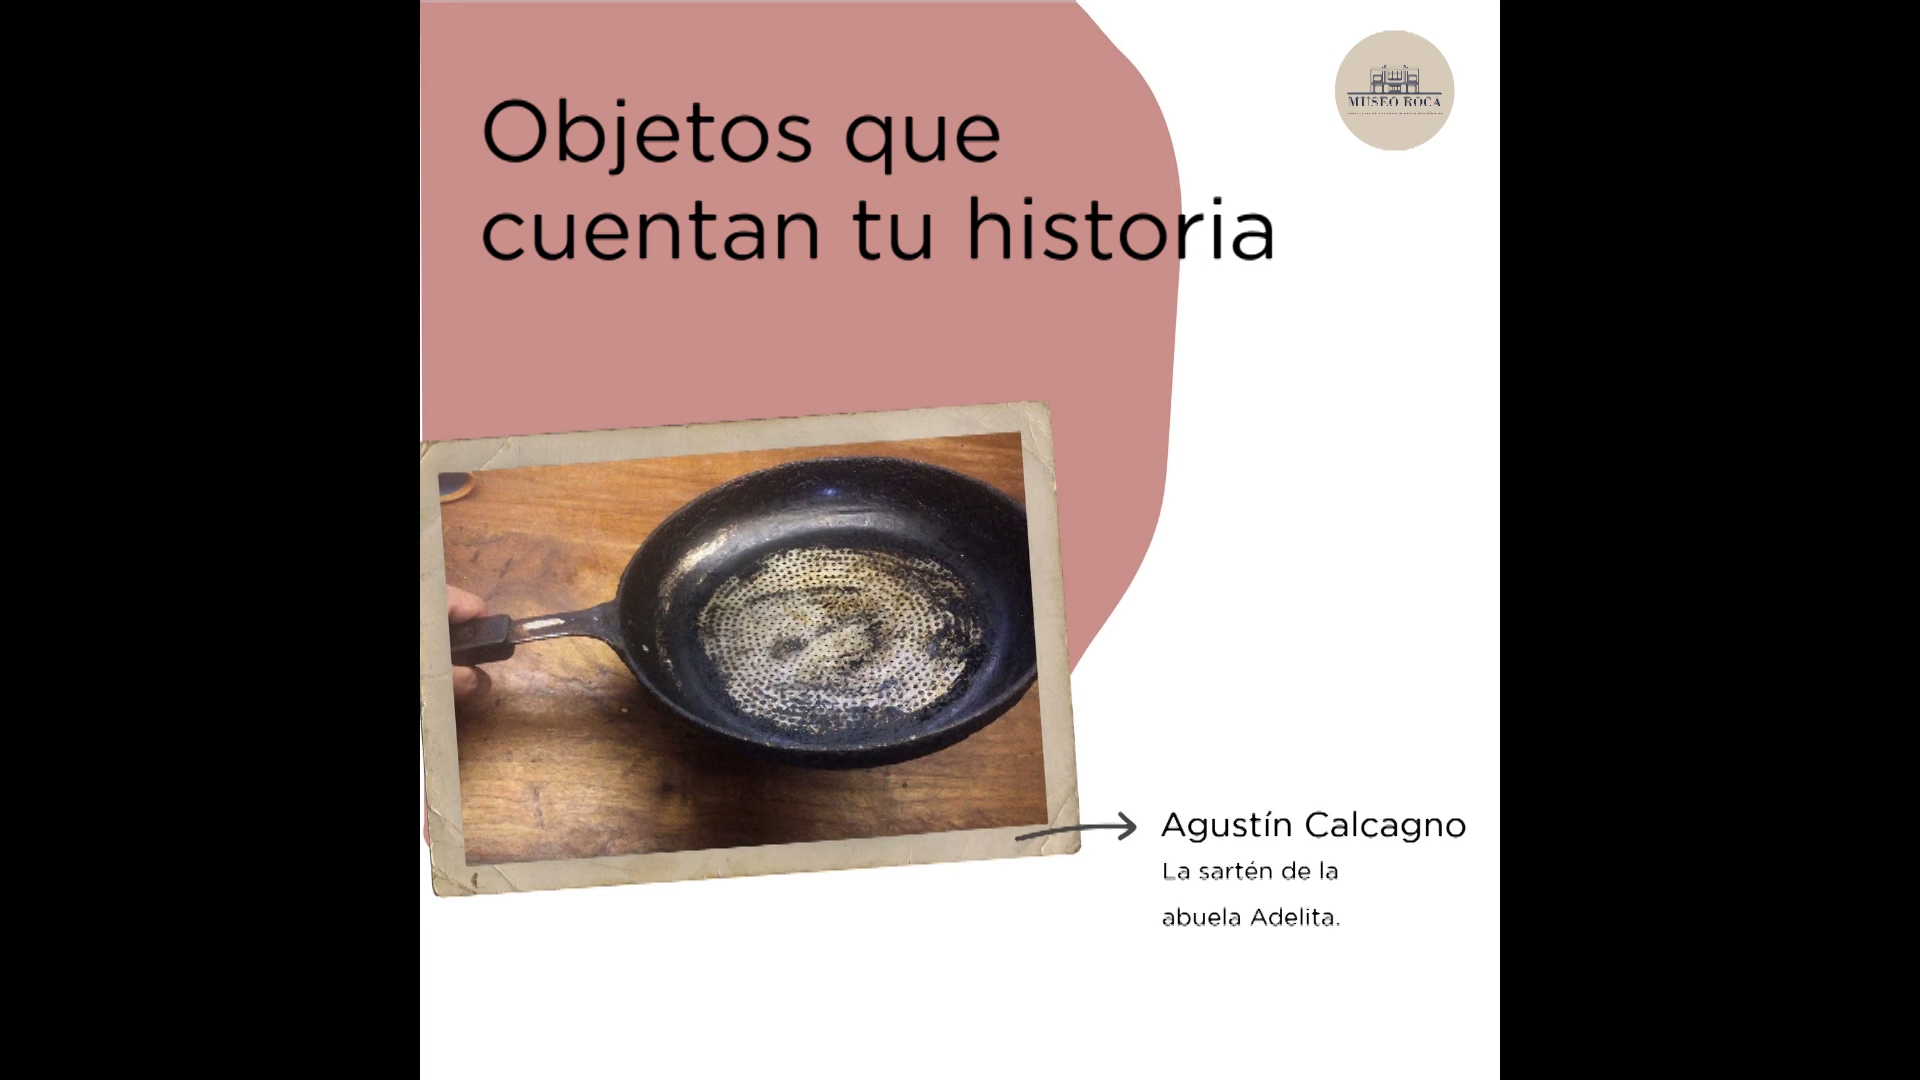 Objetos que
cuentan tu historia
MUSEO ROCA
Agustín Calcagno
La sartén de la
abuela Adelita.